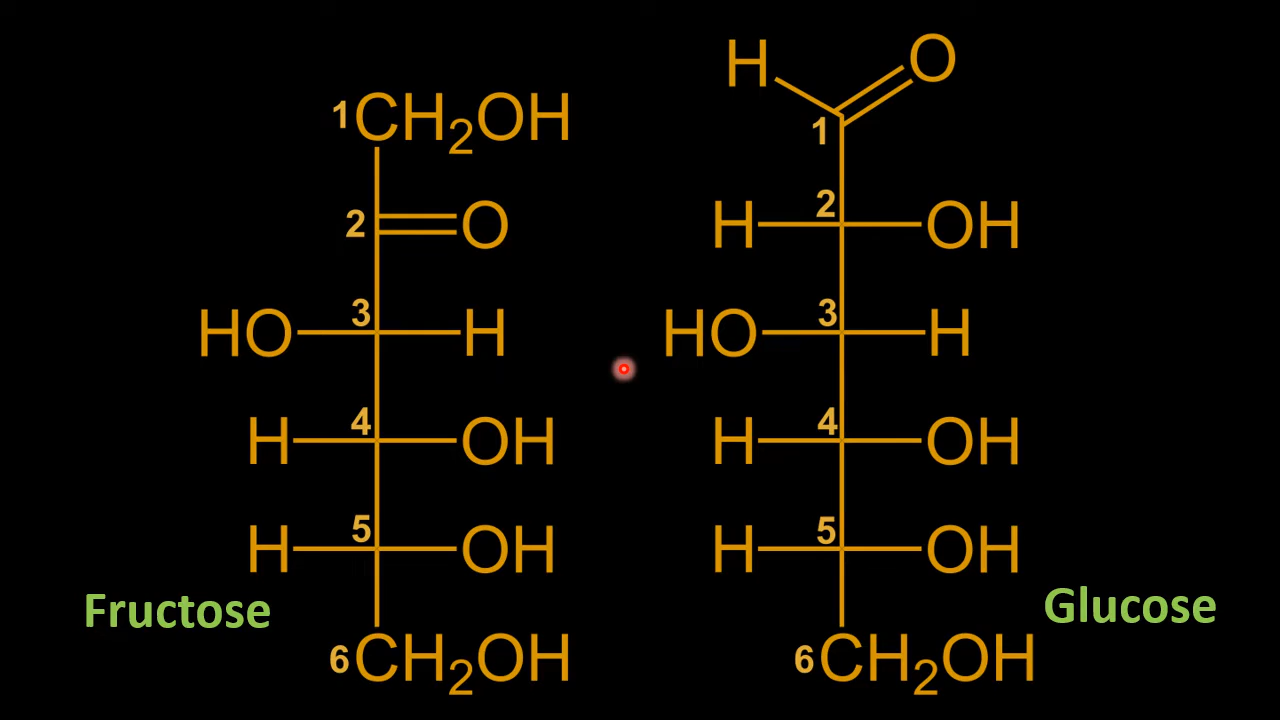 1CH2OH
2 O
HO 3 H
H 4 OH
H 5 OH
6CH2OH
Fructose
H O
1
H 2 OH
HO 3 H
H 4 OH
H 5 OH
6CH2OH
Glucose